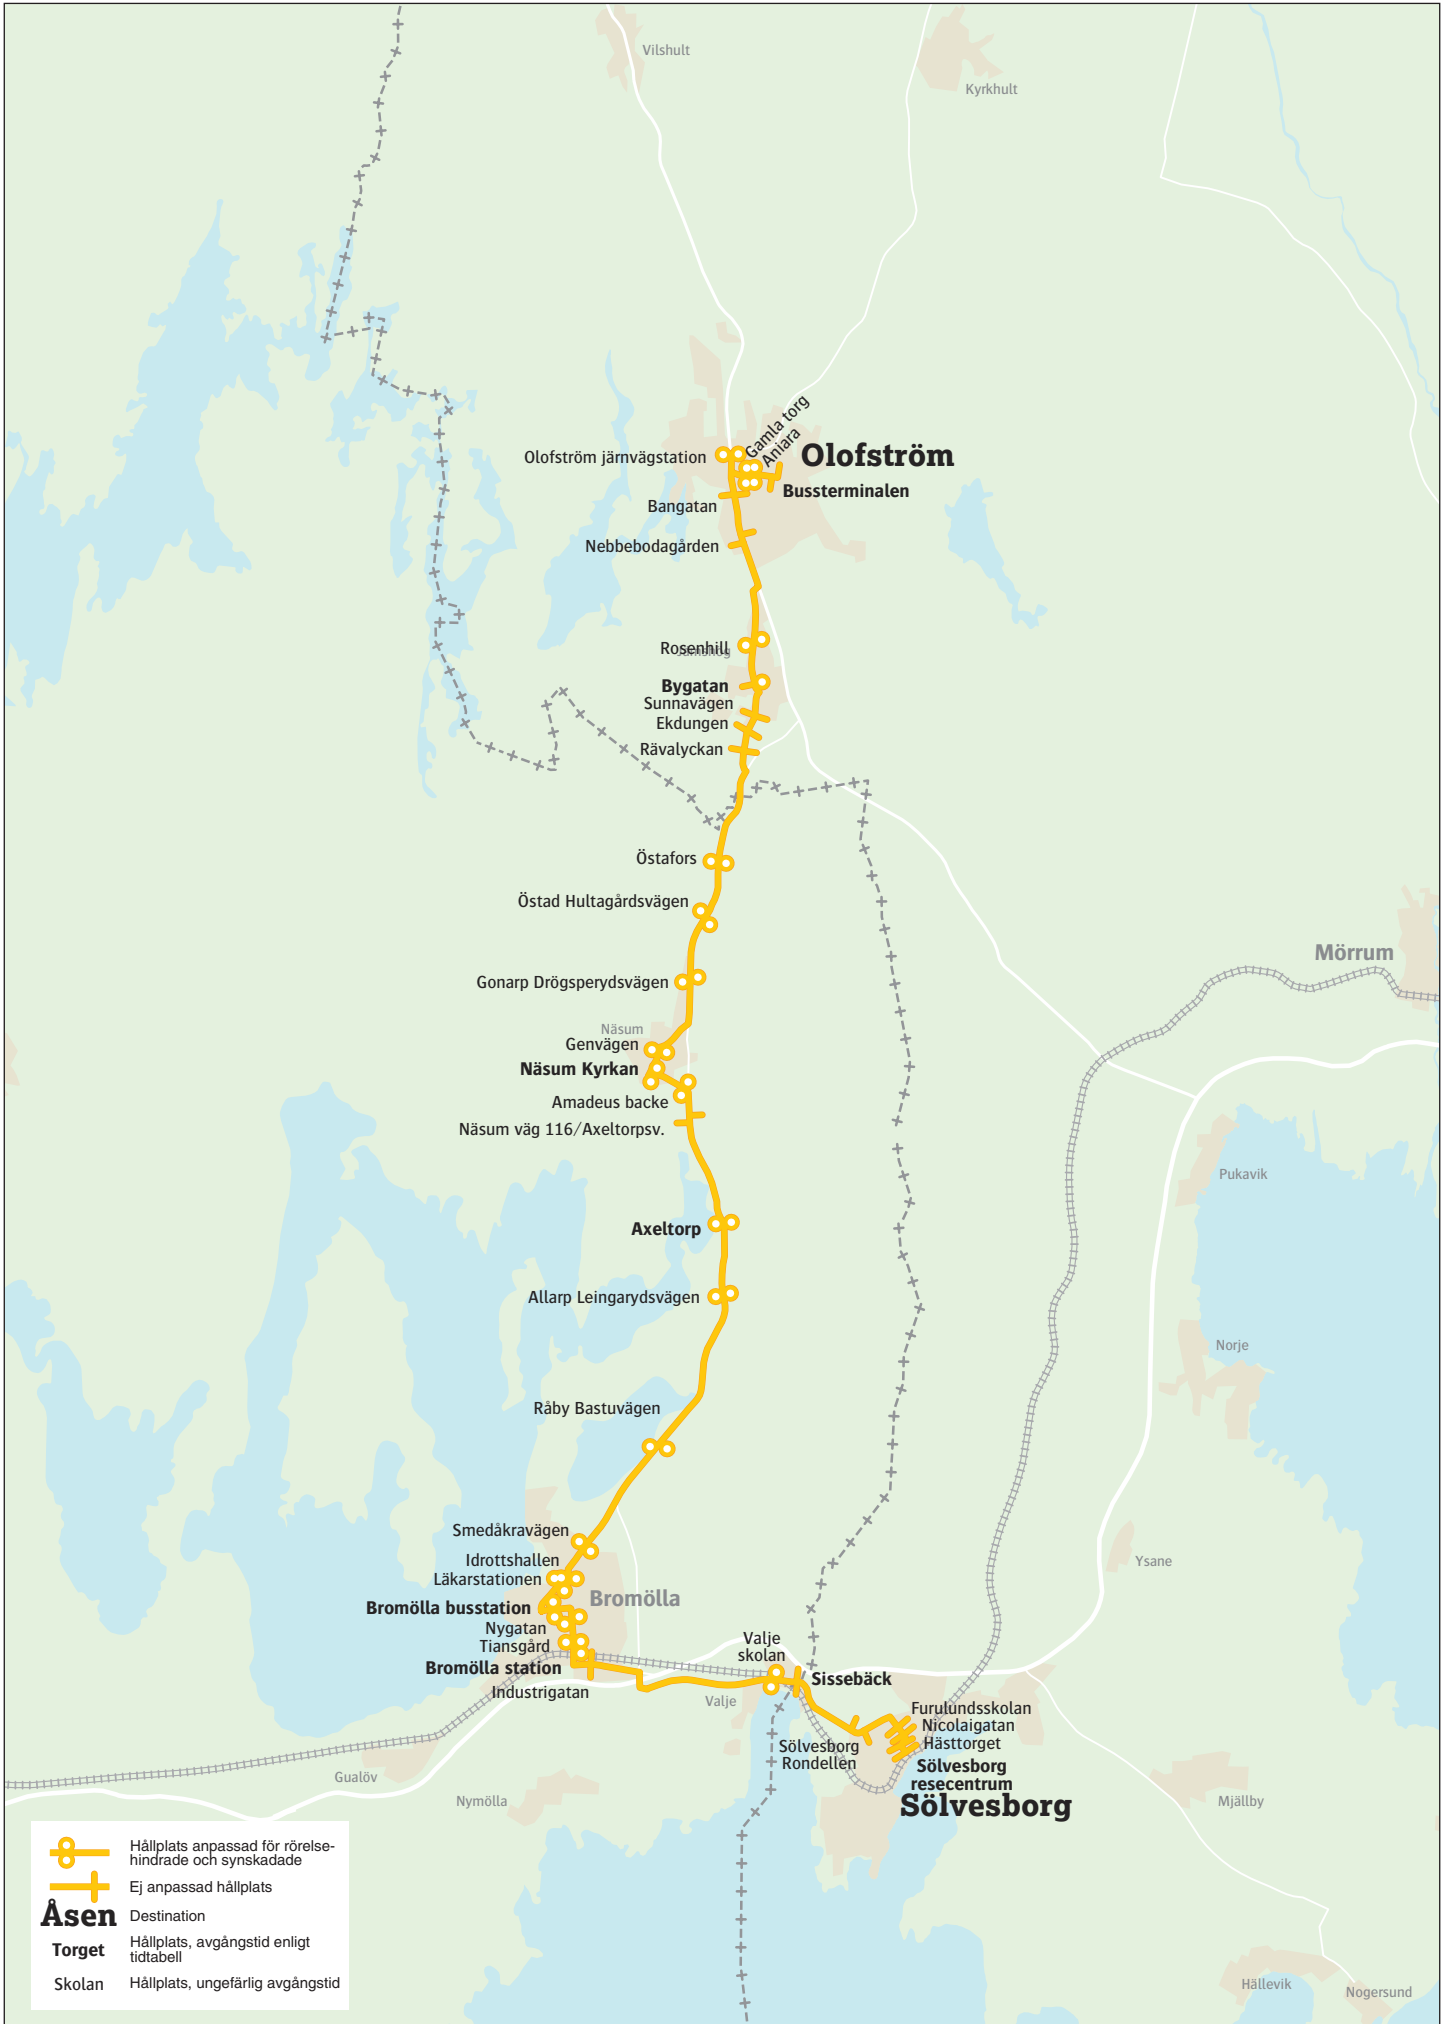 Vilshult
Kyrkhult
Gamla torg
Aniara
Olofström järnvägstation
Olofström
Bussterminalen
Bangatan
Nebbebodagården
Rosenhill
Jämshög
Bygatan
Sunnavägen
Ekdungen
Rävalyckan
Östafors
Östad Hultagårdsvägen
Mörrum
Gonarp Drögsperydsvägen
Näsum
Genvägen
Näsum Kyrkan
Amadeus backe
Näsum väg 116/Axeltorpsv.
Pukavik
Axeltorp
Allarp Leingarydsvägen
Norje
Råby Bastuvägen
Smedåkravägen
Idrottshallen
Läkarstationen
Ysane
Bromölla
Bromölla busstation
Nygatan
Tiansgård
Valje
skolan
Bromölla station
Sissebäck
Industrigatan
Valje
Furulundsskolan
Nicolaigatan
Hästtorget
Sölvesborg
Rondellen
Sölvesborg
resecentrum
Sölvesborg
Gualöv
Nymölla
Mjällby
Hållplats anpassad för rörelse-
hindrade och synskadade
Ej anpassad hållplats
Åsen Destination
Torget Hållplats, avgångstid enligt
tidtabell
Skolan Hållplats, ungefärlig avgångstid
Hällevik
Nogersund